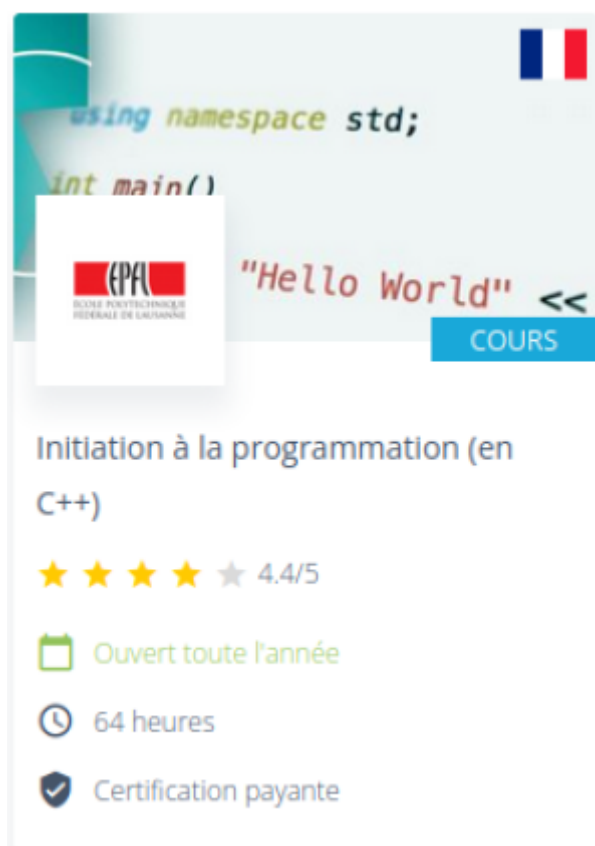 using namespace std;
int main()
"Hello World" <<
EPFL
ECOLE POLYTECHNIQUE
FEDERALE DE LAUSANNE
COURS
Initiation à la programmation (en
C++)
4.4/5
Ouvert toute l'année
64 heures
Certification payante